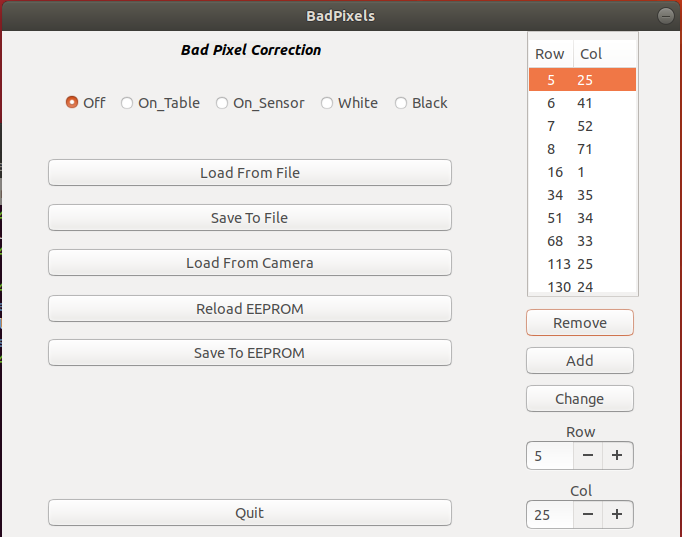 BadPixels
Bad Pixel Correction
Off On_Table On_Sensor White Black
Load From File
Save To File
Load From Camera
Reload EEPROM
Save To EEPROM
Quit
Row Col
5 25
6 41
7 52
8 71
16 1
34 35
51 34
68 33
113 25
130 24
Remove
Add
Change
Row
5 − +
Col
25 − +